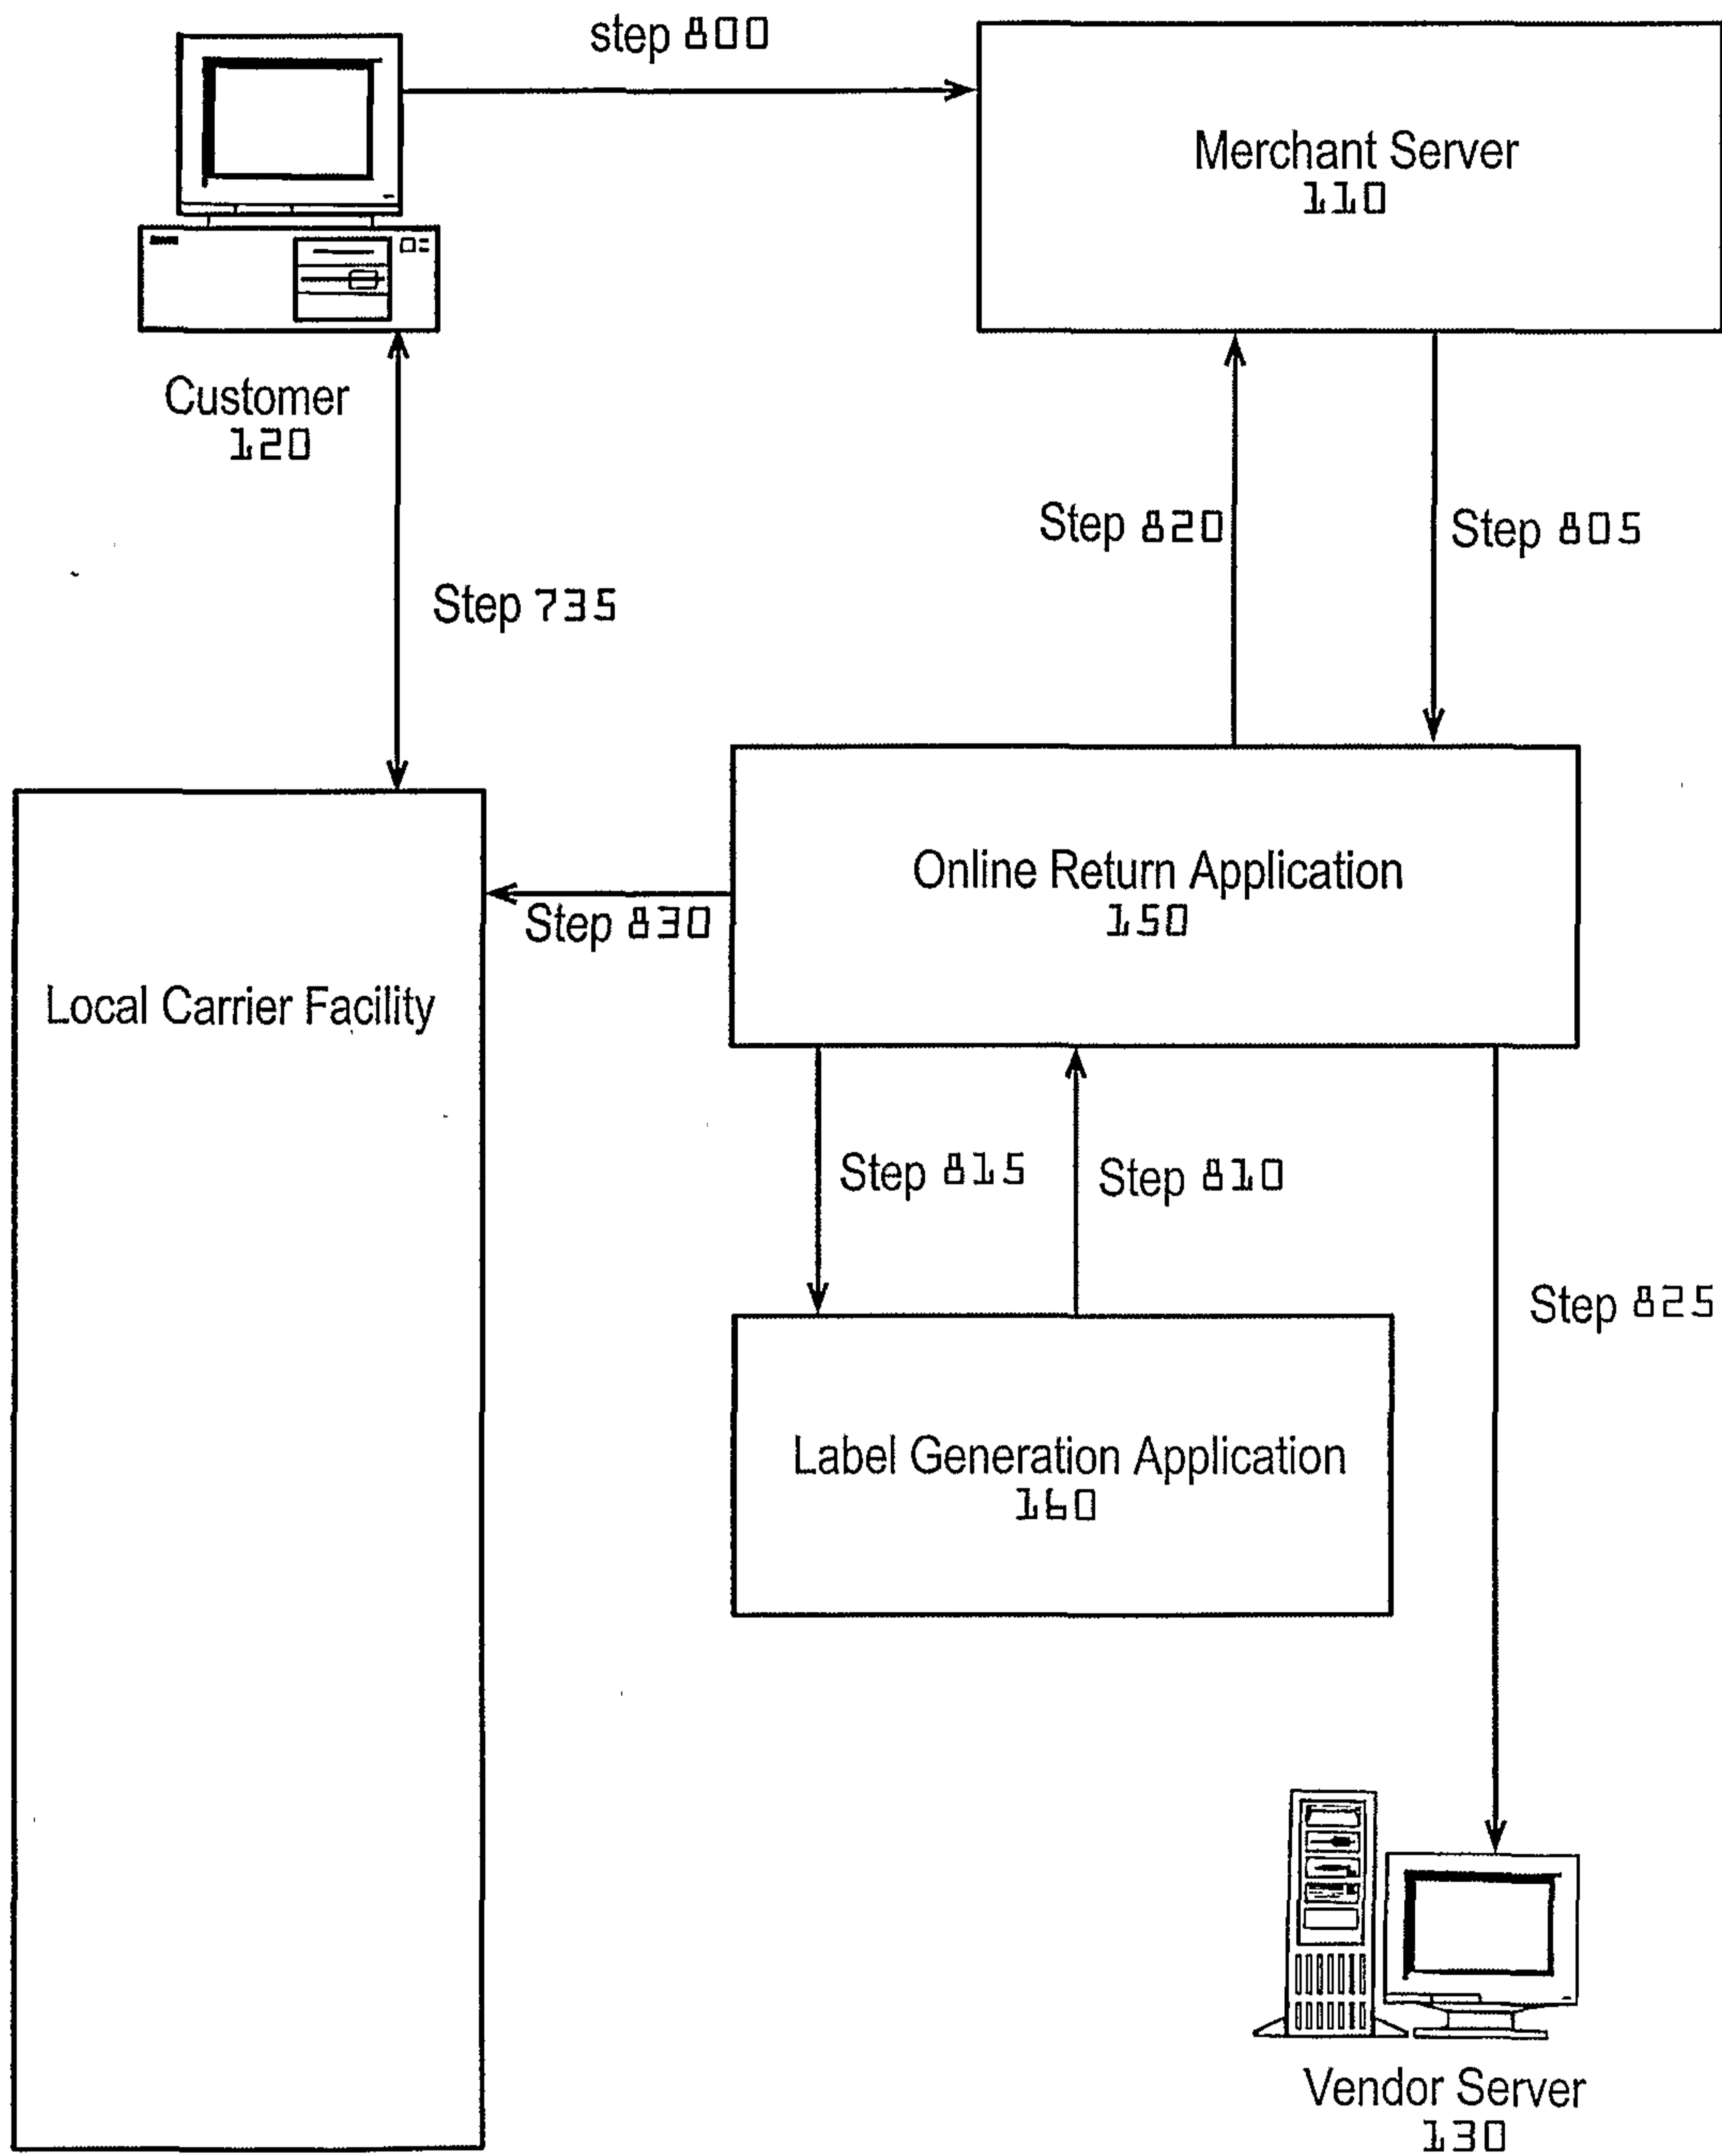 step 800
Merchant Server
110
Customer
120
Step 820
Step 805
Step 735
Online Return Application
150
Step 830
Local Carrier Facility
Step 815
Step 810
Step 825
Label Generation Application
160
Vendor Server
130